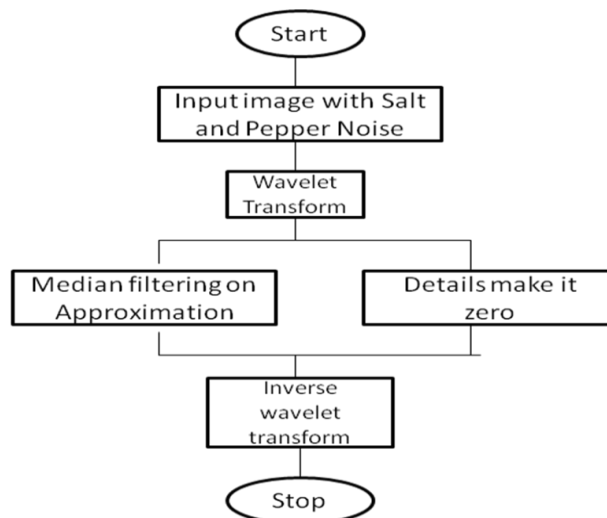 Start
Input image with Salt
and Pepper Noise
Wavelet
Transform
Median filtering on
Approximation
Details make it
zero
Inverse
wavelet
transform
Stop